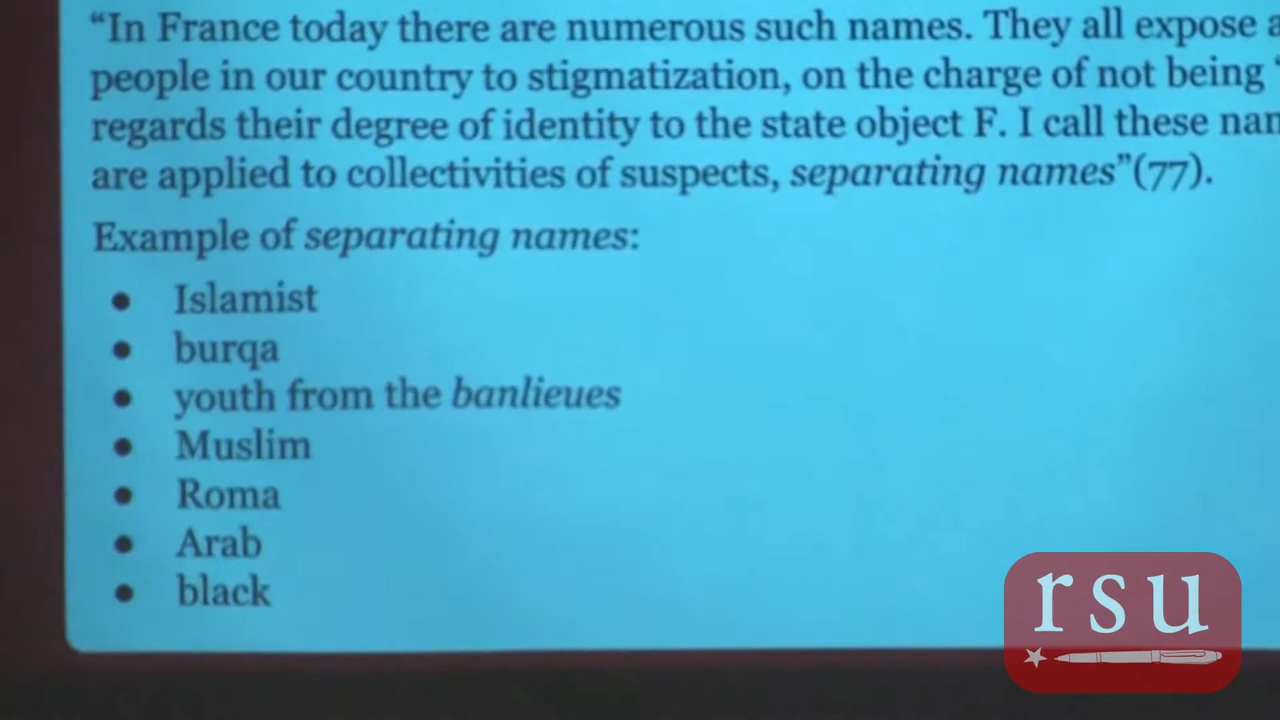 “In France today there are numerous such names. They all expose a
people in our country to stigmatization, on the charge of not being ‘
regards their degree of identity to the state object F. I call these
are applied to collectivities of suspects, separating names”(77).
Example of separating names:
● Islamist
● burqa
● youth from the banlieues
● Muslim
● Roma
● Arab
● black
rsu